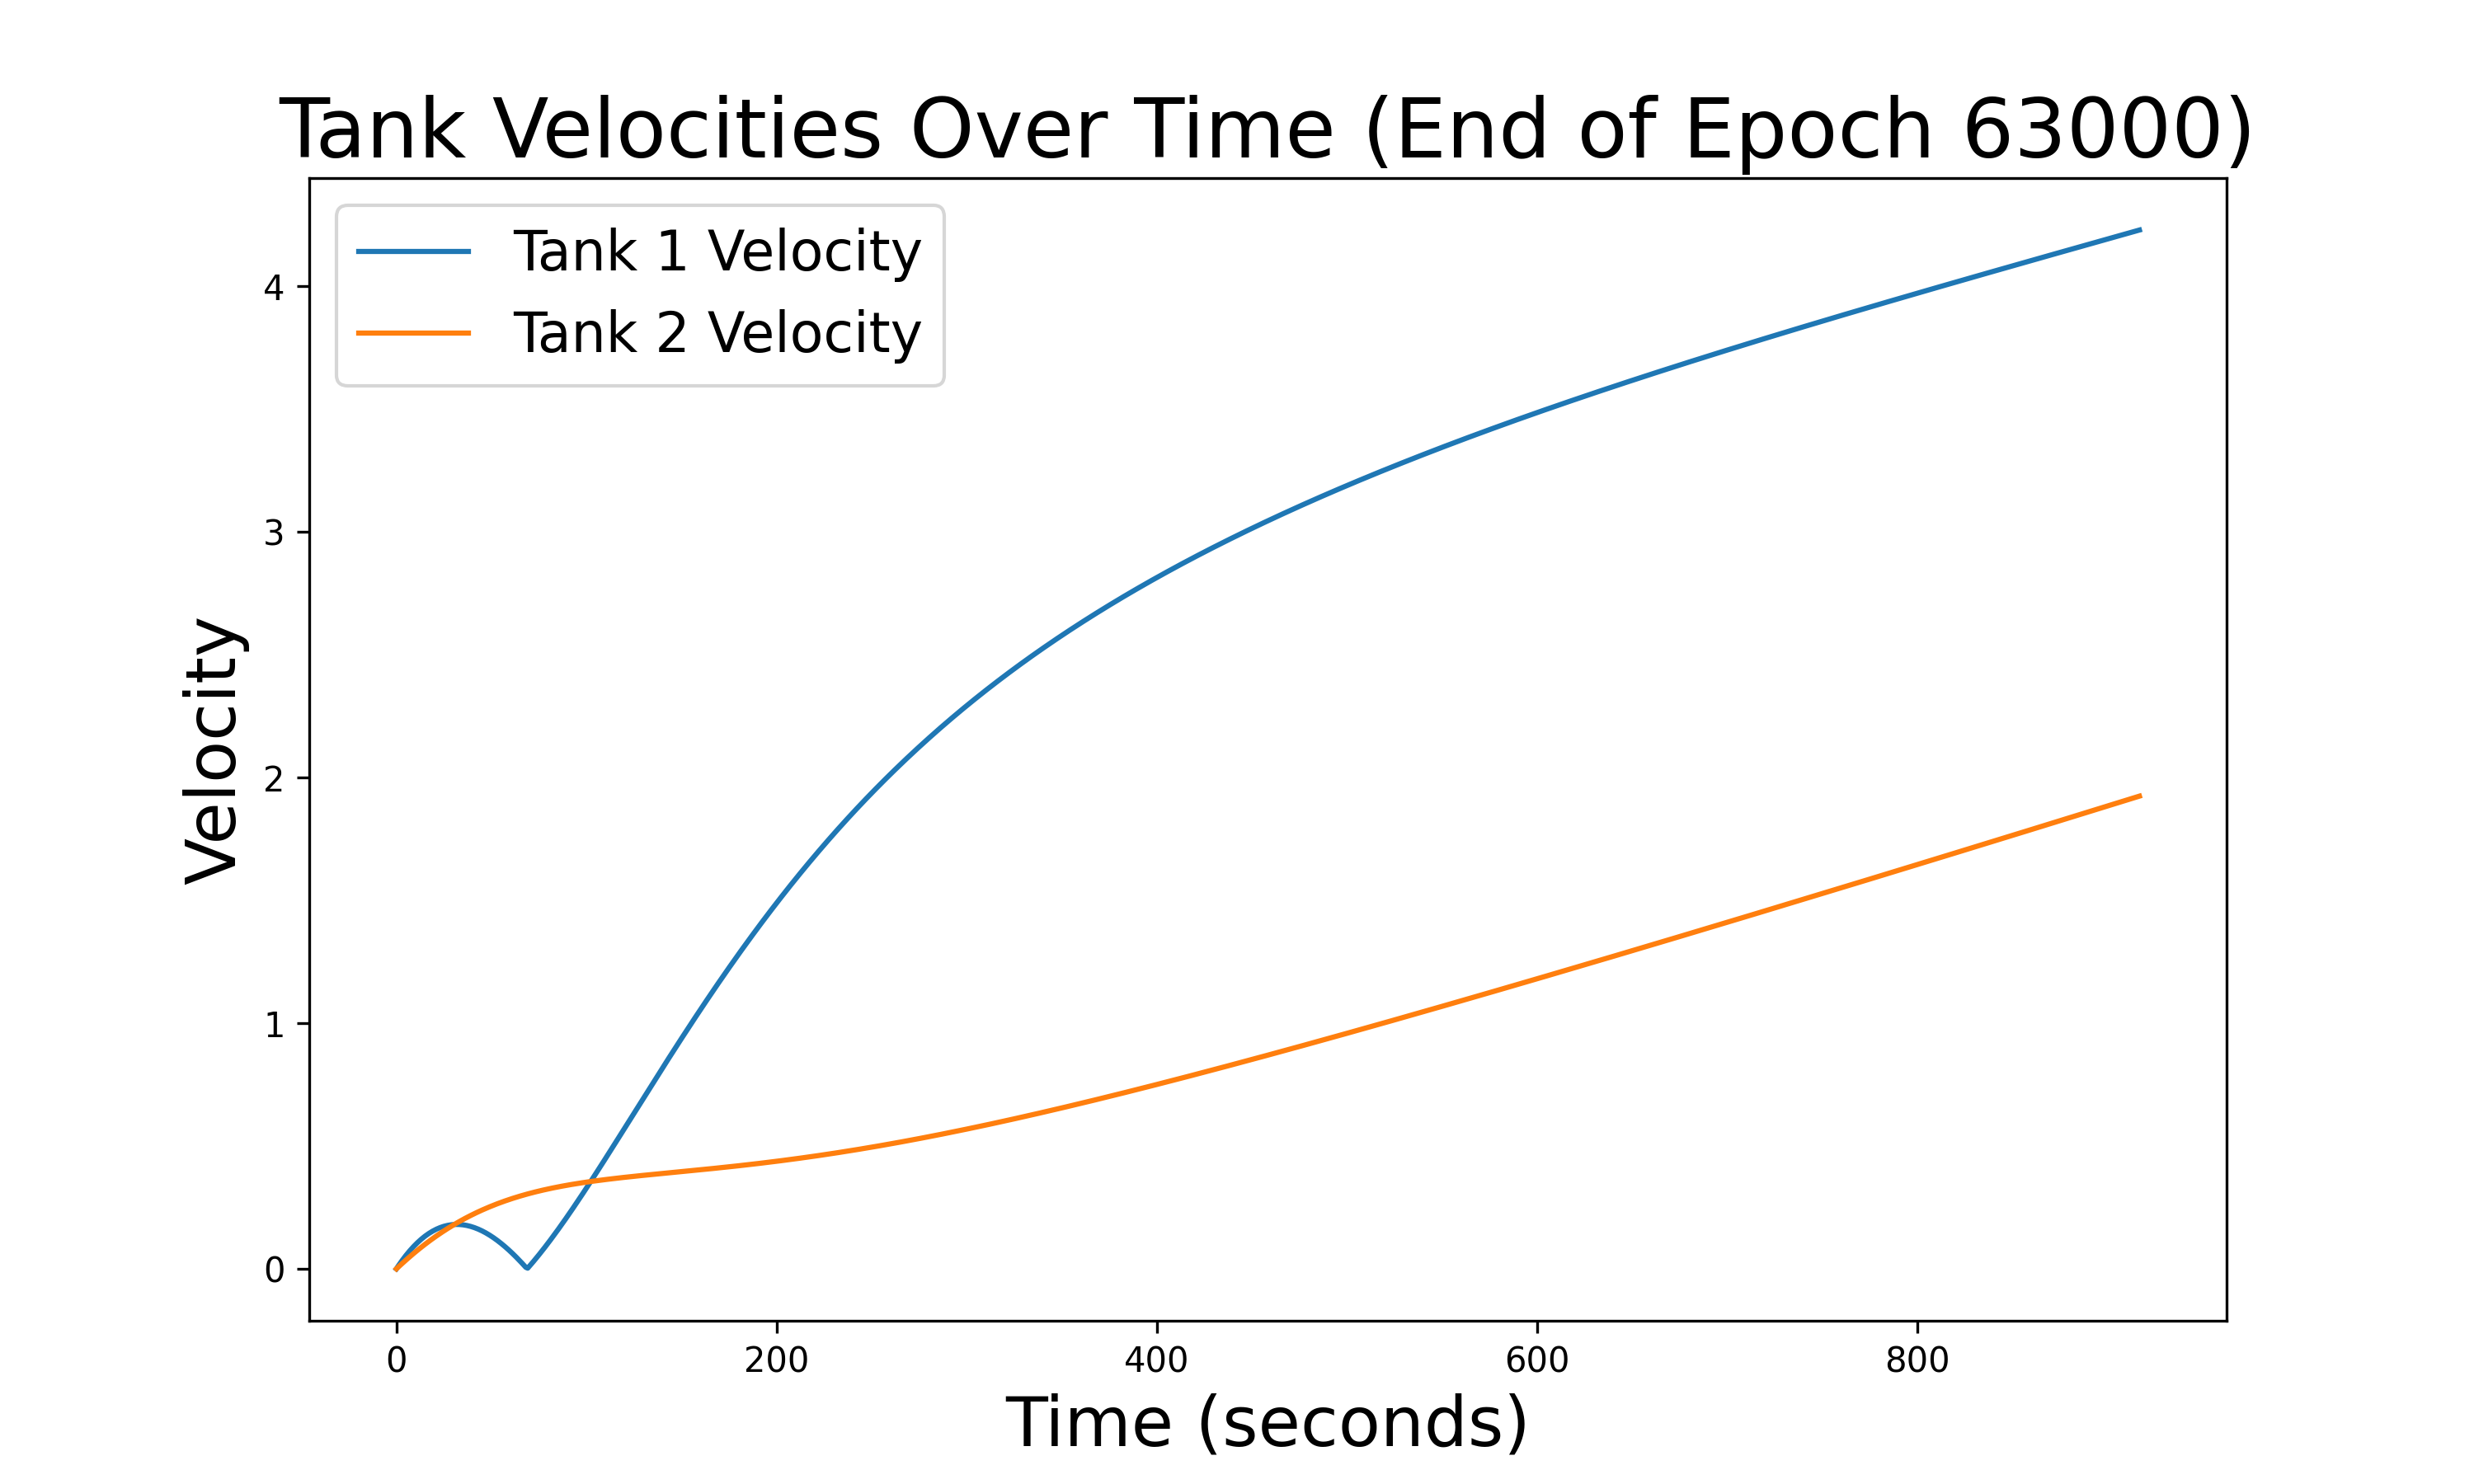 Tank Velocities Over Time (End of Epoch 63000)
Tank 1 Velocity
Tank 2 Velocity
Velocity
4
3
2
1
0
0 200 400 600 800
Time (seconds)